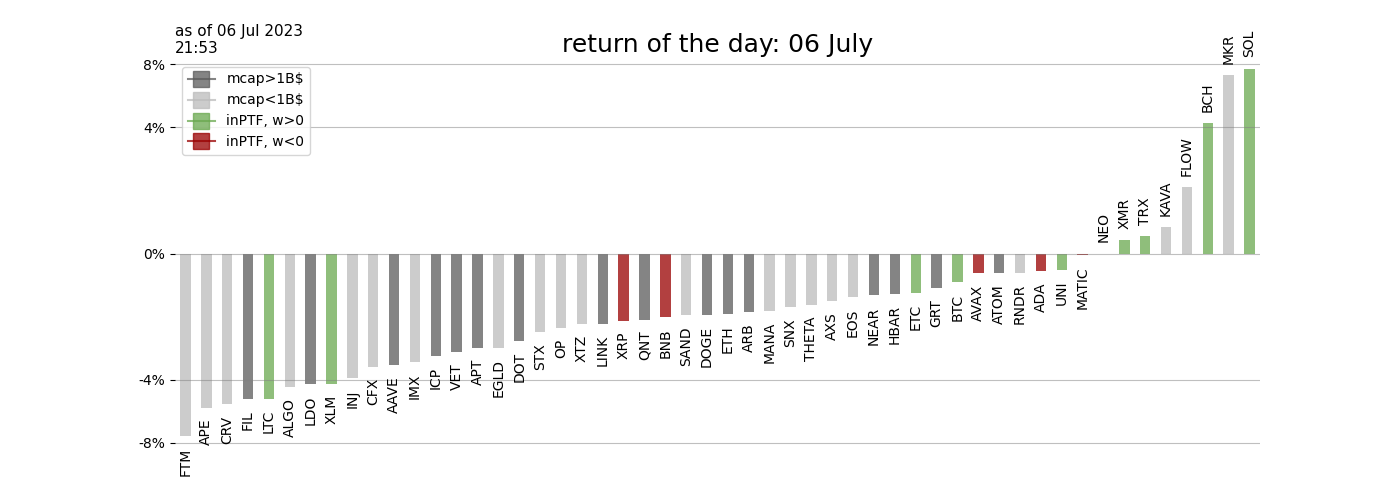 as of 06 Jul 2023
21:53
return of the day: 06 July
8%
4%
0%
-4%
-8%
mcap>1B$
mcap<1B$
inPTF, w>0
inPTF, w<0
FTM
APE
CRV
FIL
LTC
ALGO
LDO
XLM
INJ
CFX
AAVE
IMX
ICP
VET
APT
EGLD
DOT
STX
OP
XTZ
LINK
XRP
QNT
BNB
SAND
DOGE
ETH
ARB
MANA
SNX
THETA
AXS
EOS
NEAR
HBAR
ETC
GRT
BTC
AVAX
ATOM
RNDR
ADA
UNI
MATIC
NEO
XMR
TRX
KAVA
FLOW
BCH
MKR
SOL